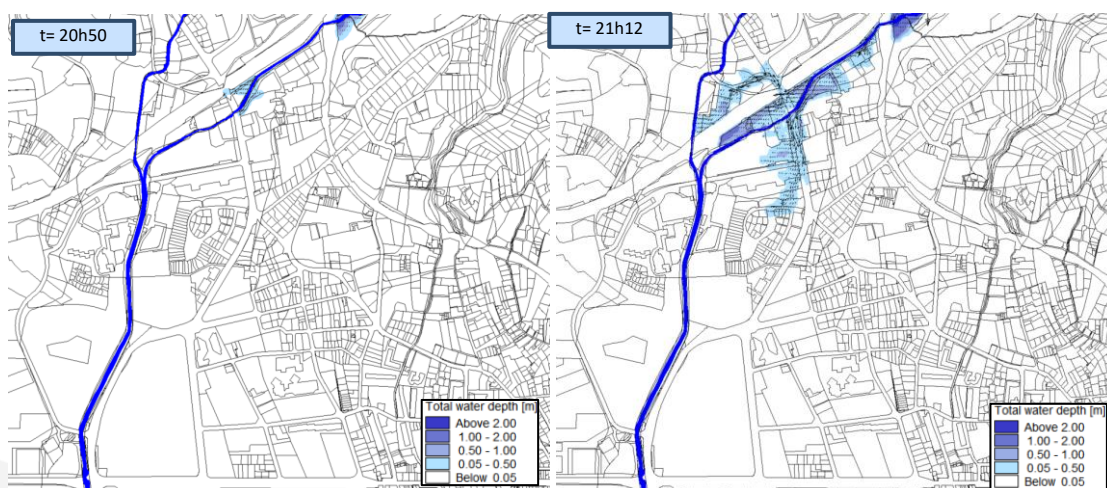 t= 20h50
t= 21h12
Total water depth [m]
Above 2.00
1.00 - 2.00
0.50 - 1.00
0.05 - 0.50
Below 0.05
Total water depth [m]
Above 2.00
1.00 - 2.00
0.50 - 1.00
0.05 - 0.50
Below 0.05